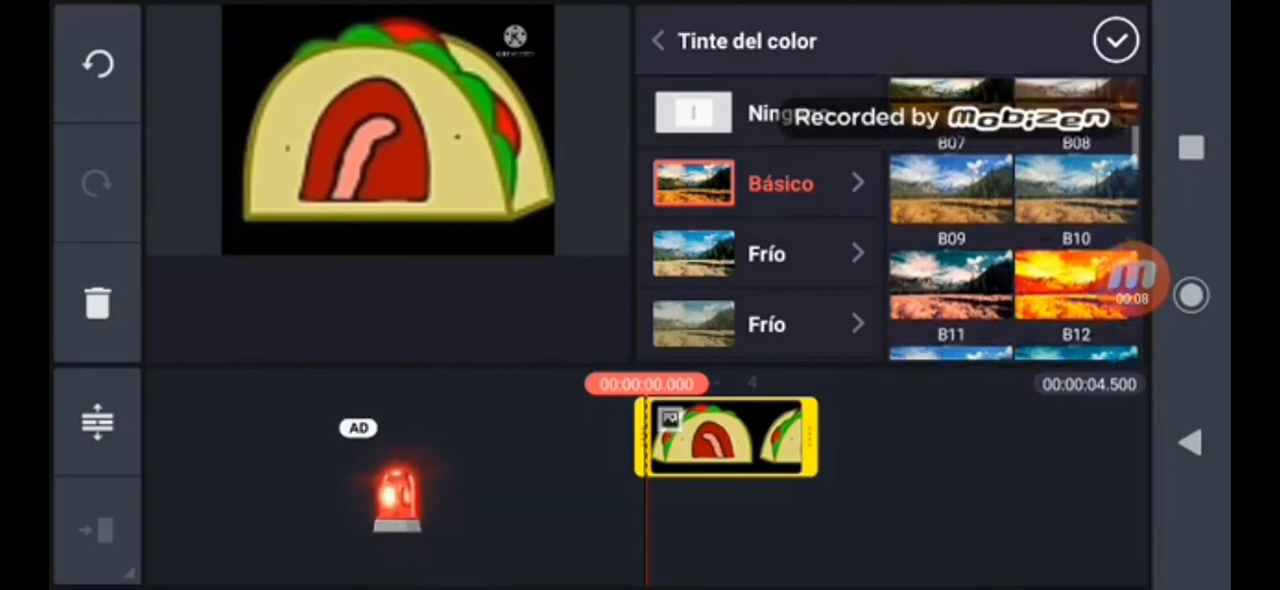 Tinte del color
Recorded by mobizen
B07
B08
Básico
B09
B10
Frío
00:08
B11
B12
Frío
00:00:00.000
4
00:00:04.500
AD